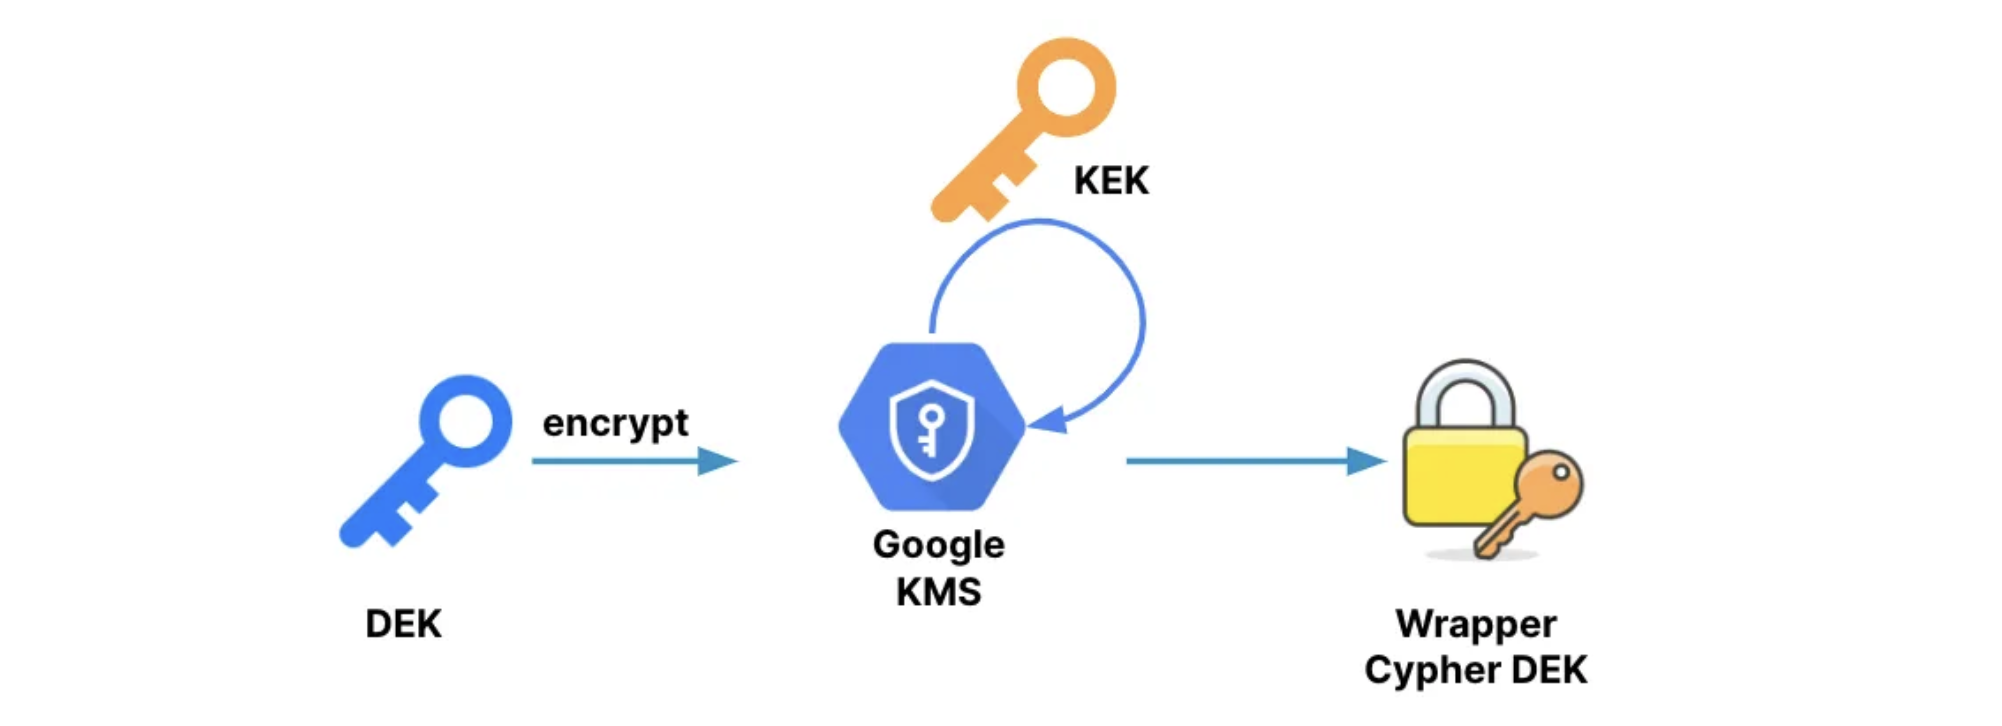 KEK
encrypt
Google
KMS
DEK
Wrapper
Cypher DEK